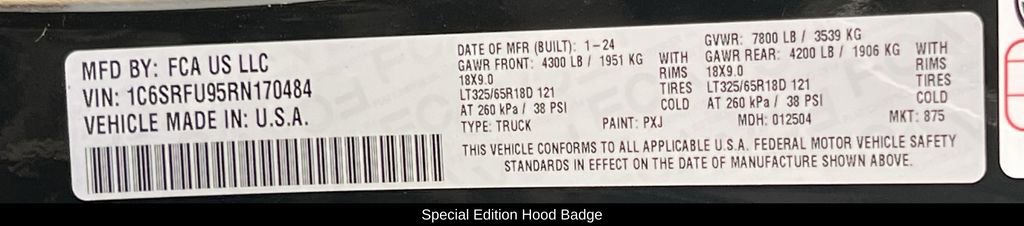 MFD BY: FCA US LLC
VIN: 1C6SRFU95RN170484
VEHICLE MADE IN: U.S.A.
DATE OF MFR (BUILT): 1-24
GAWR FRONT: 4300 LB / 1951 KG WITH
18X9.0 RIMS
LT325/65R18D 121 TIRES
AT 260 kPa / 38 PSI COLD
GVWR: 7800 LB / 3539 KG
GAWR REAR: 4200 LB / 1906 KG WITH
18X9.0 RIMS
LT325/65R18D 121 TIRES
AT 260 kPa / 38 PSI COLD
TYPE: TRUCK PAINT: PXJ MDH: 012504 MKT: 875
THIS VEHICLE CONFORMS TO ALL APPLICABLE U.S.A. FEDERAL MOTOR VEHICLE SAFETY
STANDARDS IN EFFECT ON THE DATE OF MANUFACTURE SHOWN ABOVE.
Special Edition Hood Badge